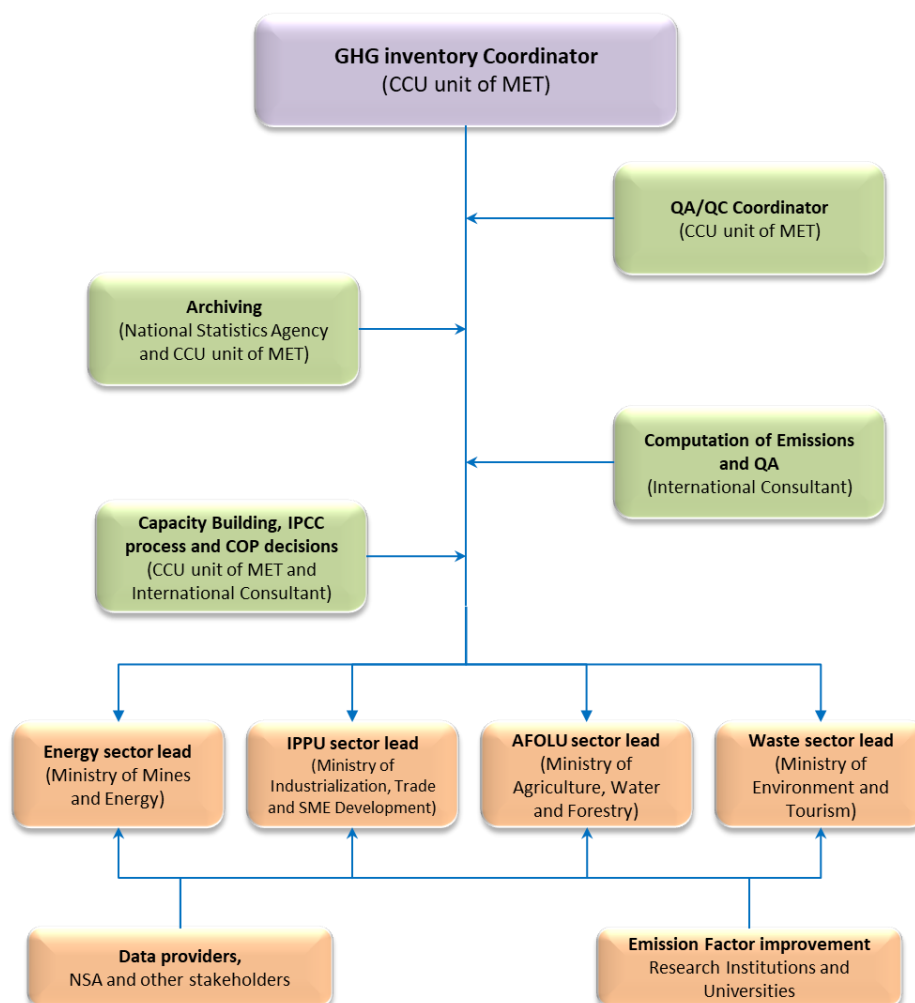 GHG inventory Coordinator
(CCU unit of MET)
QA/QC Coordinator
(CCU unit of MET)
Archiving
(National Statistics Agency
and CCU unit of MET)
Computation of Emissions
and QA
(International Consultant)
Capacity Building, IPCC
process and COP decisions
(CCU unit of MET and
International Consultant)
Energy sector lead
(Ministry of Mines
and Energy)
IPPU sector lead
(Ministry of
Industrialization, Trade
and SME Development)
AFOLU sector lead
(Ministry of
Agriculture, Water
and Forestry)
Waste sector lead
(Ministry of
Environment and
Tourism)
Data providers,
NSA and other stakeholders
Emission Factor improvement
Research Institutions and
Universities